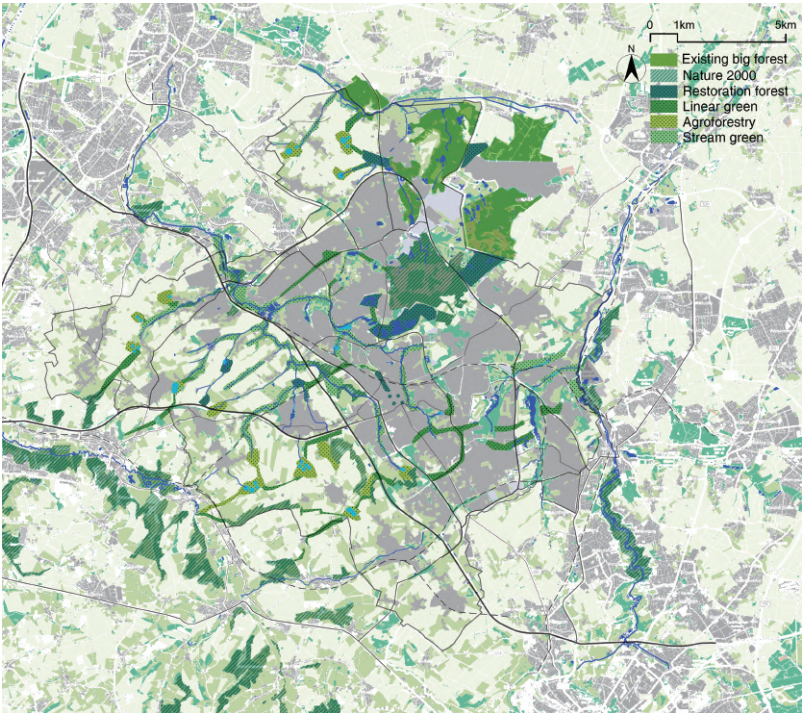 0 1km 5km
N
Existing big forest
Nature 2000
Restoration forest
Linear green
Agroforestry
Stream green